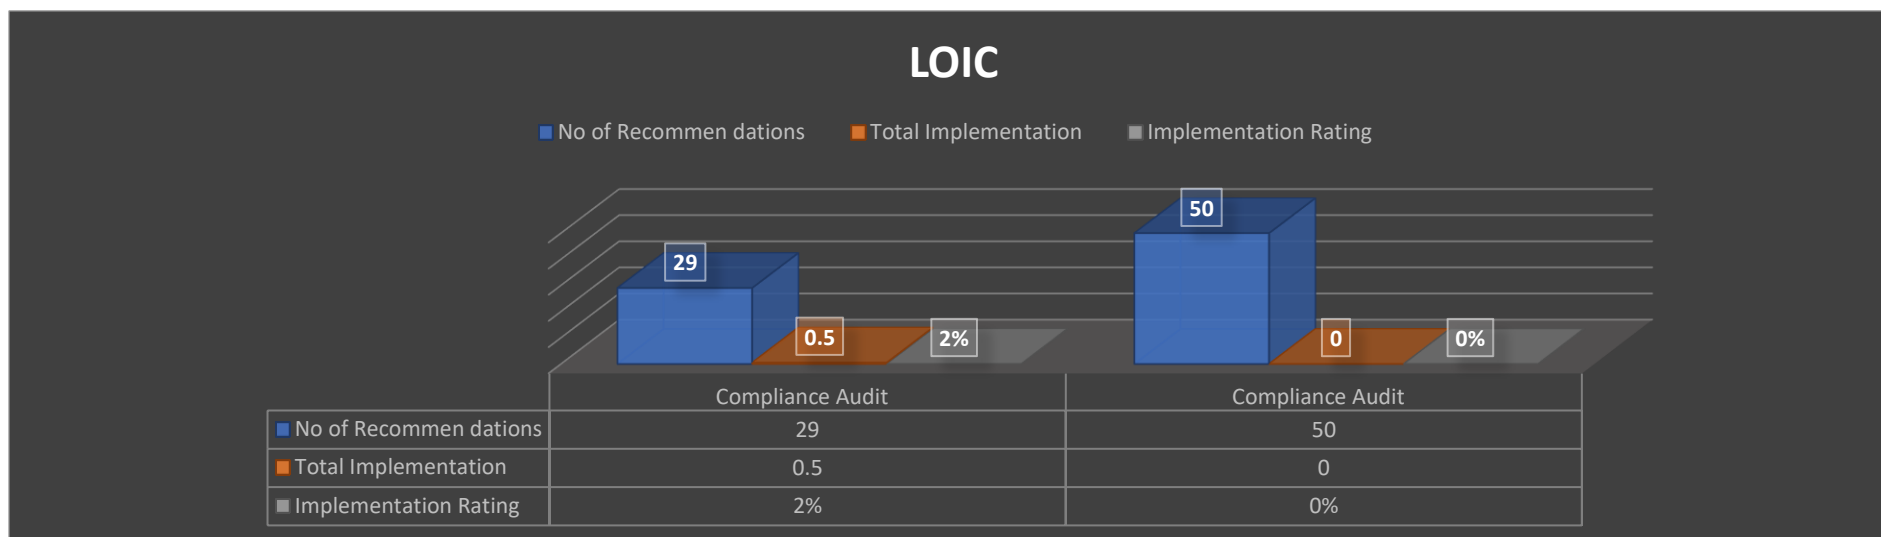 LOIC
No of Recommen dations Total Implementation Implementation Rating
50
29
0.5 2% 0 0%
Compliance Audit Compliance Audit
No of Recommen dations 29 50
Total Implementation 0.5 0
Implementation Rating 2% 0%